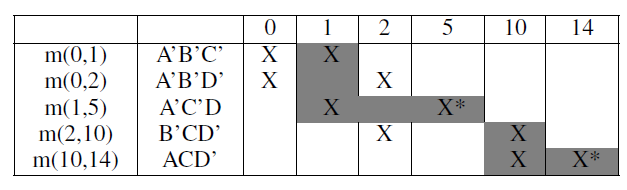 0 1 2 5 10 14
m(0,1) A’B’C’ X X
m(0,2) A’B’D’ X X
m(1,5) A’C’D X X*
m(2,10) B’CD’ X X
m(10,14) ACD’ X X*